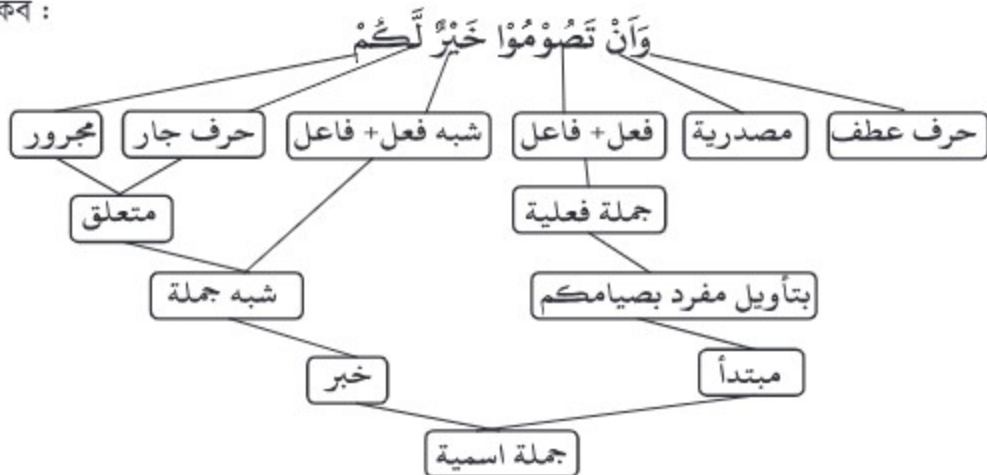 কিব :
وَاَنْ تَصُوْمُوْا خَيْرٌ لَّكُمْ
حرف عطف
مصدرية
فعل+ فاعل
شبه فعل+ فاعل
حرف جار
مجرور
جملة فعلية
متعلق
بتأويل مفرد بصيامكم
شبه جملة
مبتدأ
خبر
جملة اسمية